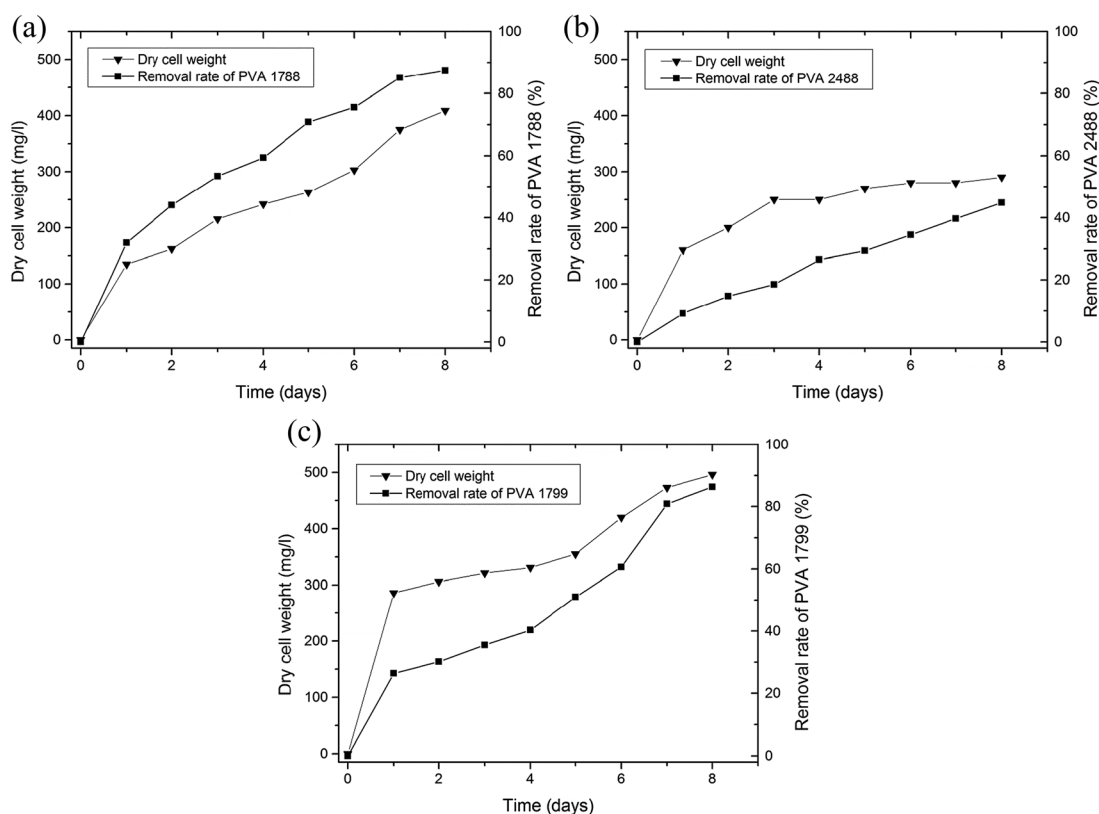 (a)
Dry cell weight
Removal rate of PVA 1788
Dry cell weight (mg/l)
500
400
300
200
100
0
100
80
60
40
20
0
Removal rate of PVA 1788 (%)
0 2 4 6 8
Time (days)
(b)
Dry cell weight
Removal rate of PVA 2488
Dry cell weight (mg/l)
500
400
300
200
100
0
100
80
60
40
20
0
Removal rate of PVA 2488 (%)
0 2 4 6 8
Time (days)
(c)
Dry cell weight
Removal rate of PVA 1799
Dry cell weight (mg/l)
500
400
300
200
100
0
100
80
60
40
20
0
Removal rate of PVA 1799 (%)
0 2 4 6 8
Time (days)